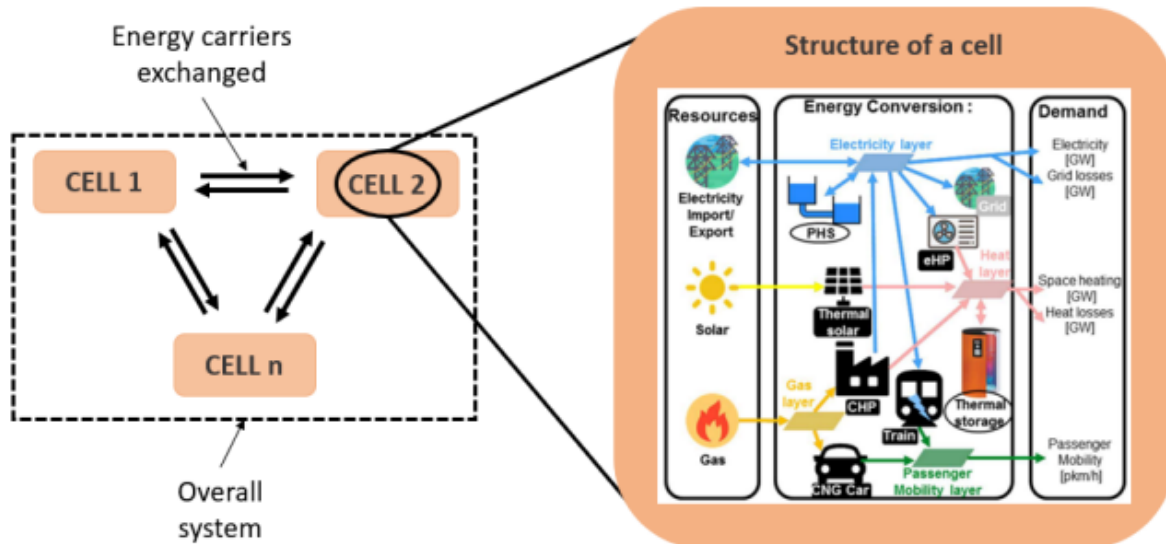 Energy carriers
exchanged
CELL 1
CELL 2
CELL n
Overall
system
Structure of a cell
Resources
Energy Conversion :
Demand
Electricity layer
Electricity
Import/
Export
PHS
Grid
eHP
Heat
layer
Electricity
[GW]
Grid losses
[GW]
Solar
Thermal
solar
Space heating
[GW]
Heat losses
[GW]
Gas
Gas
layer
CHP
Train
Thermal
storage
CNG Car
Passenger
Mobility layer
Passenger
Mobility
[pkm/h]